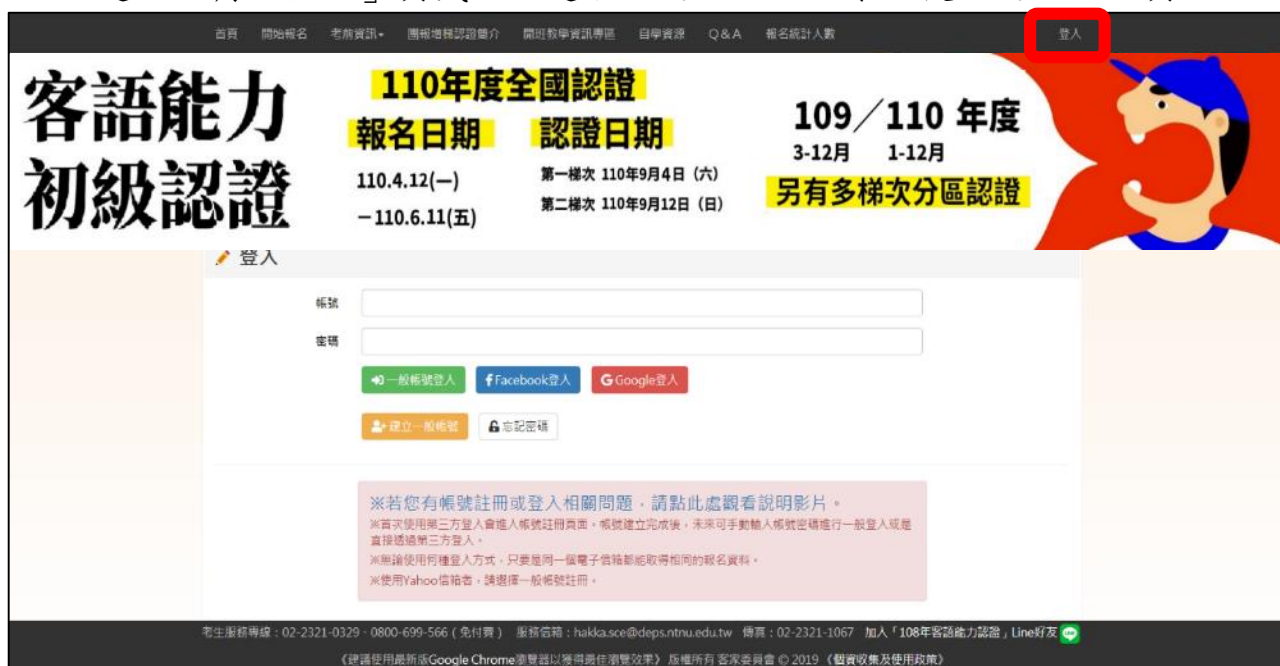 首頁 開始報名 考前資訊 團報增梯認證簡介 開班教學資訊專區 自學資源 Q&A 報名統計人數 登入
客語能力
初級認證
110年度全國認證
報名日期 認證日期
110.4.12(一)
－110.6.11(五)
第一梯次 110年9月4日（六）
第二梯次 110年9月12日（日）
109／110 年度
3-12月 1-12月
另有多梯次分區認證
登入
帳號
密碼
一般帳號登入 Facebook登入 Google登入
建立一般帳號 忘記密碼
※若您有帳號註冊或登入相關問題，請點此處觀看說明影片。
※首次使用第三方登入會進入帳號註冊頁面。帳號建立完成後，未來可手動輸入帳號密碼進行一般登入或是
直接透過第三方登入。
※無論使用何種登入方式，只要是同一個電子信箱都能取得相同的報名資料。
※使用Yahoo信箱者，請選擇一般帳號註冊。
考生服務專線：02-2321-0329、0800-699-566（免付費） 服務信箱：hakka.sce@deps.ntnu.edu.tw 傳真：02-2321-1067 加入「108年客語能力認證」Line好友
《建議使用最新版Google Chrome瀏覽器以獲得最佳瀏覽效果》 版權所有 客家委員會 © 2019 《個資收集及使用政策》